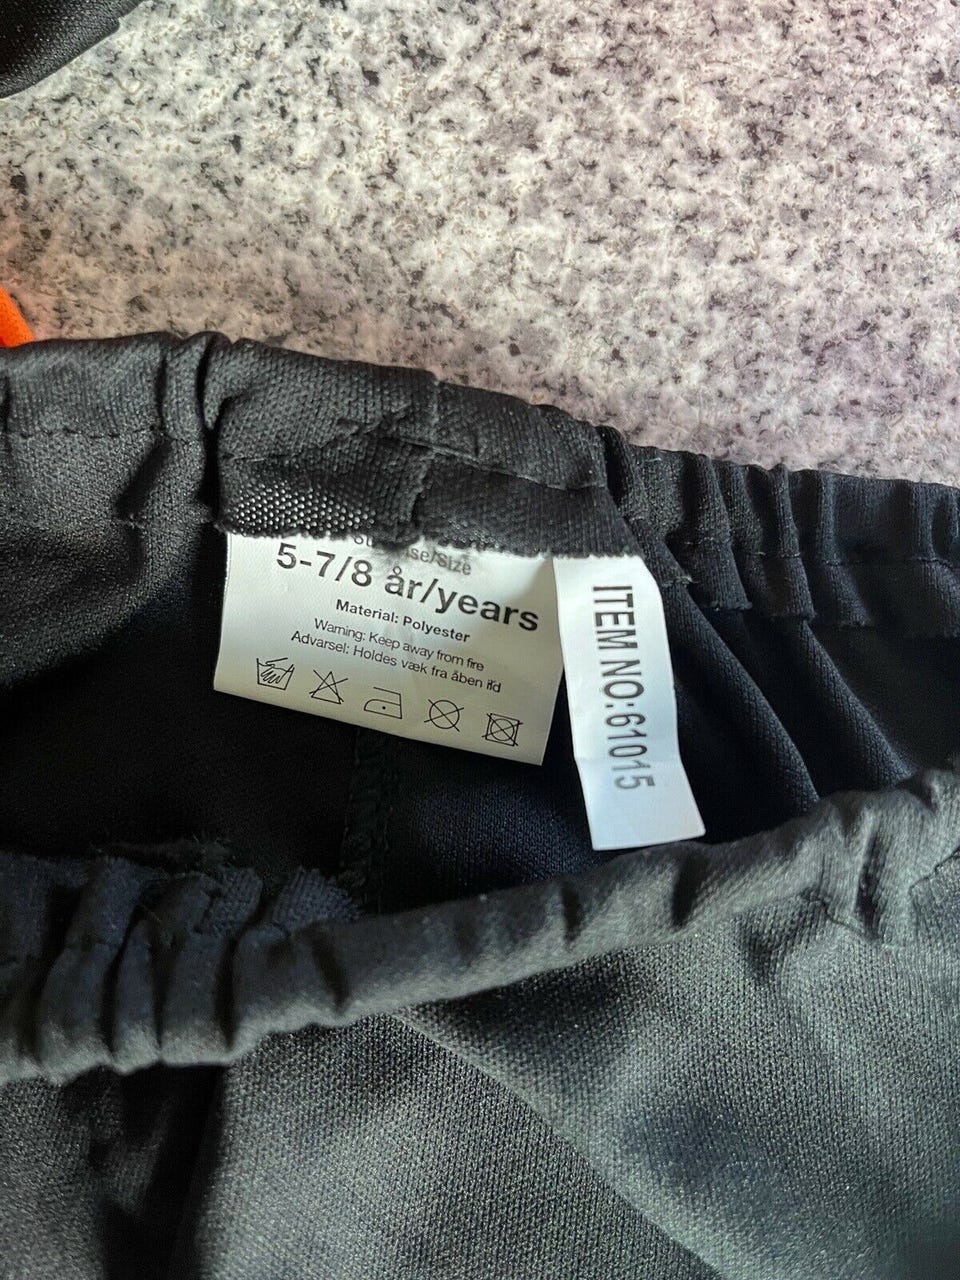 5-7/8 år/years
Material: Polyester
Warning: Keep away from fire
Advarsel: Holdes væk fra åben ild
ITEM NO:61015